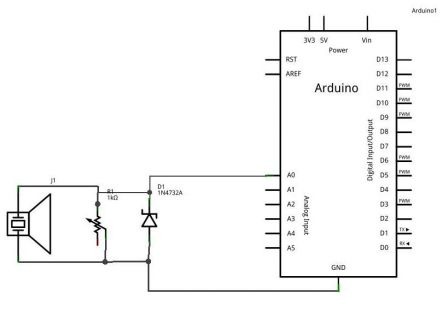 Arduino1
3V3 5V Vin
Power
RST D13
AREF D12
Arduino
D11 PWM
D10 PWM
D9 PWM
D8
D7
Digital Input/Output
D6 PWM
A0 D5 PWM
A1 D4
A2 D3 PWM
A3 D2
A4 D1 TX
A5 D0 RX
Analog Input
GND
J1
R1
1kΩ
D1
1N4732A